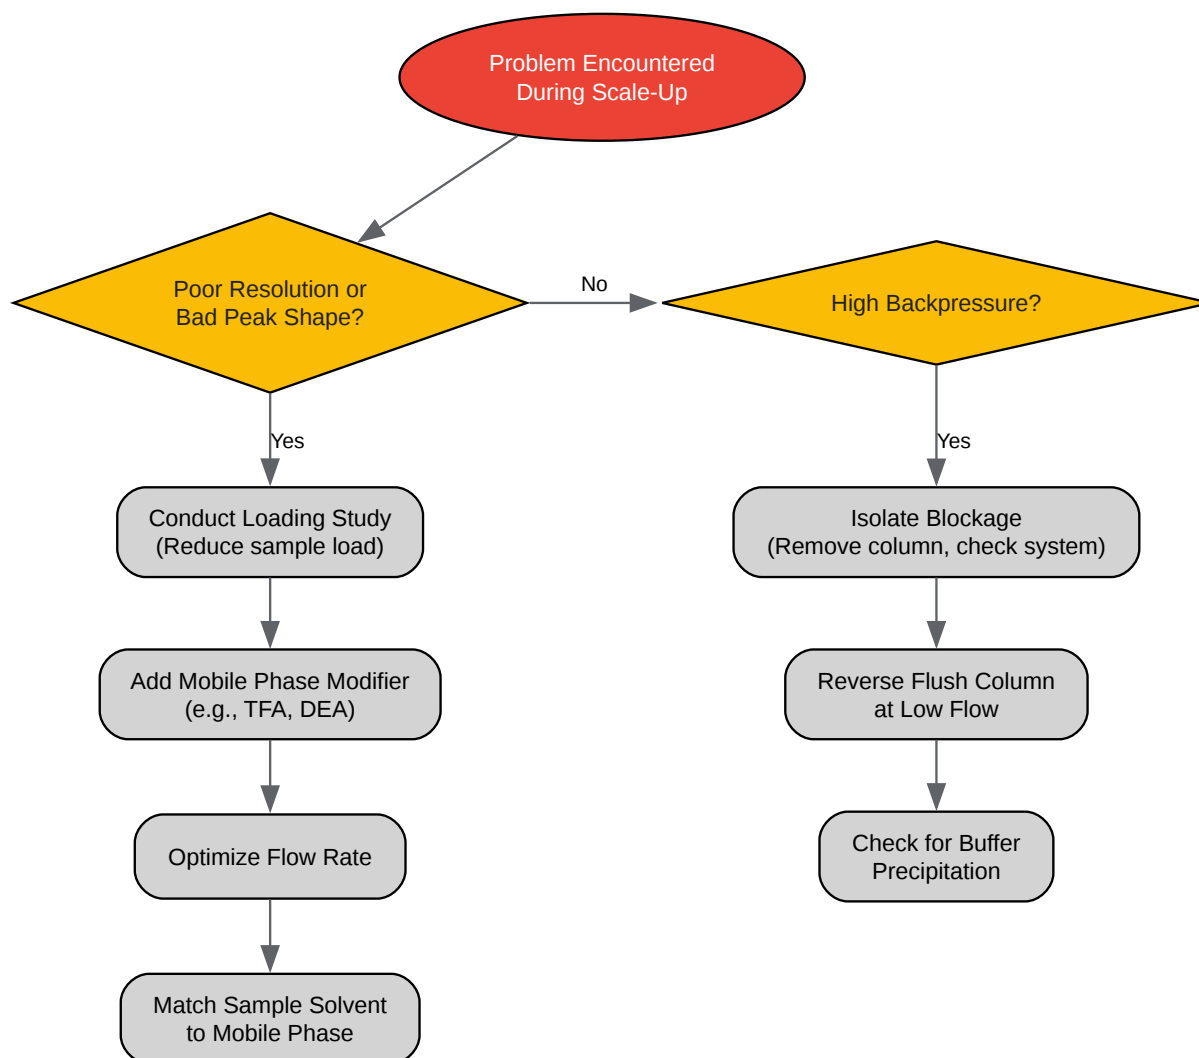 Problem Encountered
During Scale-Up
Poor Resolution or
Bad Peak Shape?
No
High Backpressure?
Yes
Yes
Conduct Loading Study
(Reduce sample load)
Isolate Blockage
(Remove column, check system)
Add Mobile Phase Modifier
(e.g., TFA, DEA)
Reverse Flush Column
at Low Flow
Optimize Flow Rate
Check for Buffer
Precipitation
Match Sample Solvent
to Mobile Phase